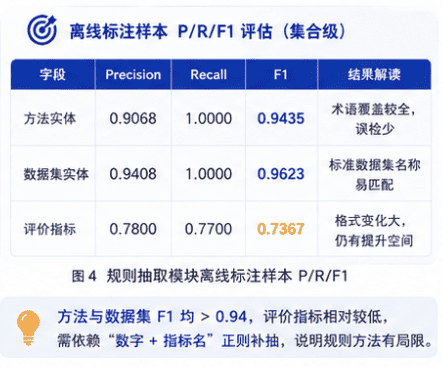 离线标注样本 P/R/F1 评估（集合级）
字段 Precision Recall F1 结果解读
方法实体 0.9068 1.0000 0.9435 术语覆盖较全，
误检少
数据集实体 0.9408 1.0000 0.9623 标准数据集名称
易匹配
评价指标 0.7800 0.7700 0.7367 格式变化大，
仍有提升空间
图 4 规则抽取模块离线标注样本 P/R/F1
方法与数据集 F1 均 > 0.94，评价指标相对较低，
需依赖“数字 + 指标名”正则补抽，说明规则方法有局限。